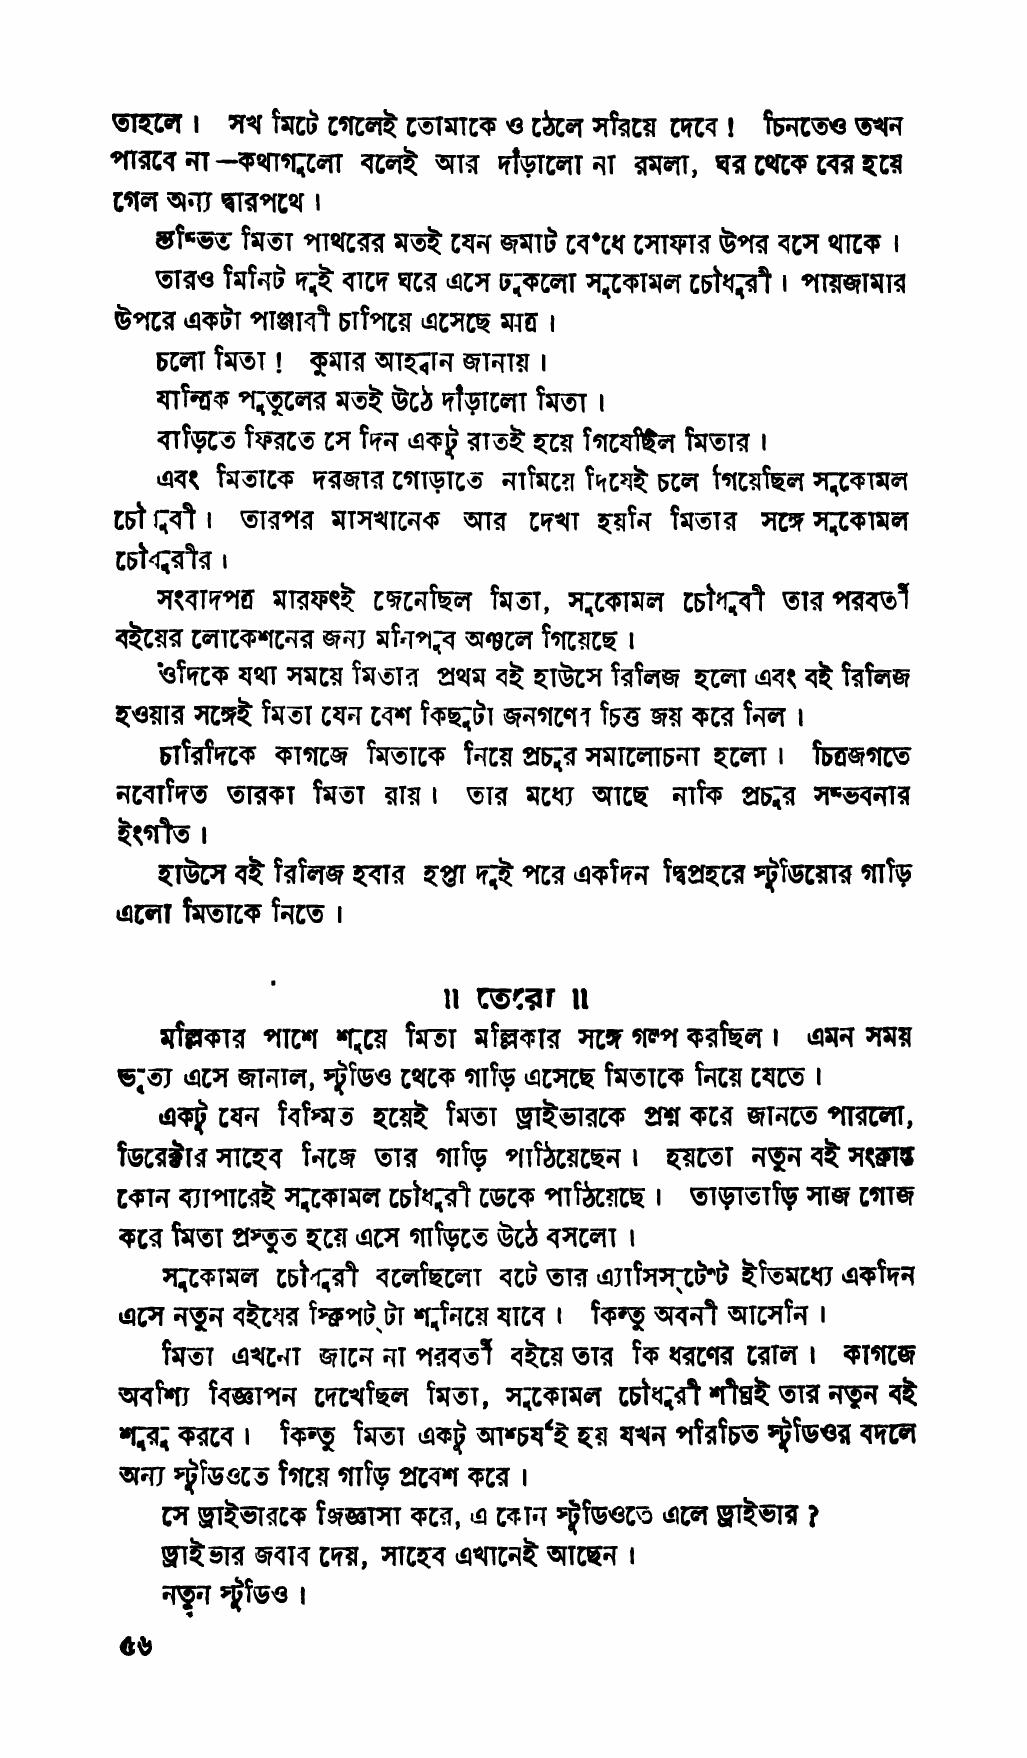 তাহলে। সখ মিটে গেলেই তোমাকে ও ঠেলে সরিয়ে দেবে! চিনতেও তখন
পারবে না—কথাগুলো বলেই আর দাঁড়ালো না রমলা, ঘর থেকে বের হয়ে
গেল অন্য দ্বারপথে।
স্তম্ভিত মিতা পাথরের মতই যেন জমাট বেঁধে সোফার উপর বসে থাকে।
তারও মিনিট দুই বাদে ঘরে এসে ঢুকলো সুকোমল চৌধুরী। পায়জামার
উপরে একটা পাঞ্জাবী চাপিয়ে এসেছে মাত্র।
চলো মিতা! কুমার আহ্বান জানায়।
যান্ত্রিক পুতুলের মতই উঠে দাঁড়ালো মিতা।
বাড়িতে ফিরতে সে দিন একটু রাতই হয়ে গিয়েছিল মিতার।
এবং মিতাকে দরজার গোড়াতে নামিয়ে দিয়েই চলে গিয়েছিল সুকোমল
চৌধুরী। তারপর মাসখানেক আর দেখা হয়নি মিতার সঙ্গে সুকোমল
চৌধুরীর।
সংবাদপত্র মারফৎই জেনেছিল মিতা, সুকোমল চৌধুরী তার পরবর্তী
বইয়ের লোকেশনের জন্য মনিপুর অঞ্চলে গিয়েছে।
ওদিকে যথা সময়ে মিতার প্রথম বই হাউসে রিলিজ হলো এবং বই রিলিজ
হওয়ার সঙ্গেই মিতা যেন বেশ কিছুটা জনগণের চিত্ত জয় করে নিল।
চারিদিকে কাগজে মিতাকে নিয়ে প্রচুর সমালোচনা হলো। চিত্রজগতে
নবোদিত তারকা মিতা রায়। তার মধ্যে আছে নাকি প্রচুর সম্ভবনার
ইংগীত।
হাউসে বই রিলিজ হবার হপ্তা দুই পরে একদিন দ্বিপ্রহরে স্টুডিয়োর গাড়ি
এলো মিতাকে নিতে।
॥ তেরো ॥
মল্লিকার পাশে শুয়ে মিতা মল্লিকার সঙ্গে গল্প করছিল। এমন সময়
ভৃত্য এসে জানাল, স্টুডিও থেকে গাড়ি এসেছে মিতাকে নিয়ে যেতে।
একটু যেন বিস্মিত হয়েই মিতা ড্রাইভারকে প্রশ্ন করে জানতে পারলো,
ডিরেক্টার সাহেব নিজে তার গাড়ি পাঠিয়েছেন। হয়তো নতুন বই সংক্রান্ত
কোন ব্যাপারেই সুকোমল চৌধুরী ডেকে পাঠিয়েছে। তাড়াতাড়ি সাজ গোজ
করে মিতা প্রস্তুত হয়ে এসে গাড়িতে উঠে বসলো।
সুকোমল চৌধুরী বলেছিলো বটে তার এ্যাসিস্‌টেণ্ট ইতিমধ্যে একদিন
এসে নতুন বইয়ের স্ক্রিপট্‌টা শুনিয়ে যাবে। কিন্তু অবনী আসেনি।
মিতা এখনো জানে না পরবর্তী বইয়ে তার কি ধরণের রোল। কাগজে
অবশ্যি বিজ্ঞাপন দেখেছিল মিতা, সুকোমল চৌধুরী শীঘ্রই তার নতুন বই
শুরু করবে। কিন্তু মিতা একটু আশ্চর্যই হয় যখন পরিচিত স্টুডিওর বদলে
অন্য স্টুডিওতে গিয়ে গাড়ি প্রবেশ করে।
সে ড্রাইভারকে জিজ্ঞাসা করে, এ কোন স্টুডিওতে এলে ড্রাইভার?
ড্রাইভার জবাব দেয়, সাহেব এখানেই আছেন।
নতুন স্টুডিও।
৫৬